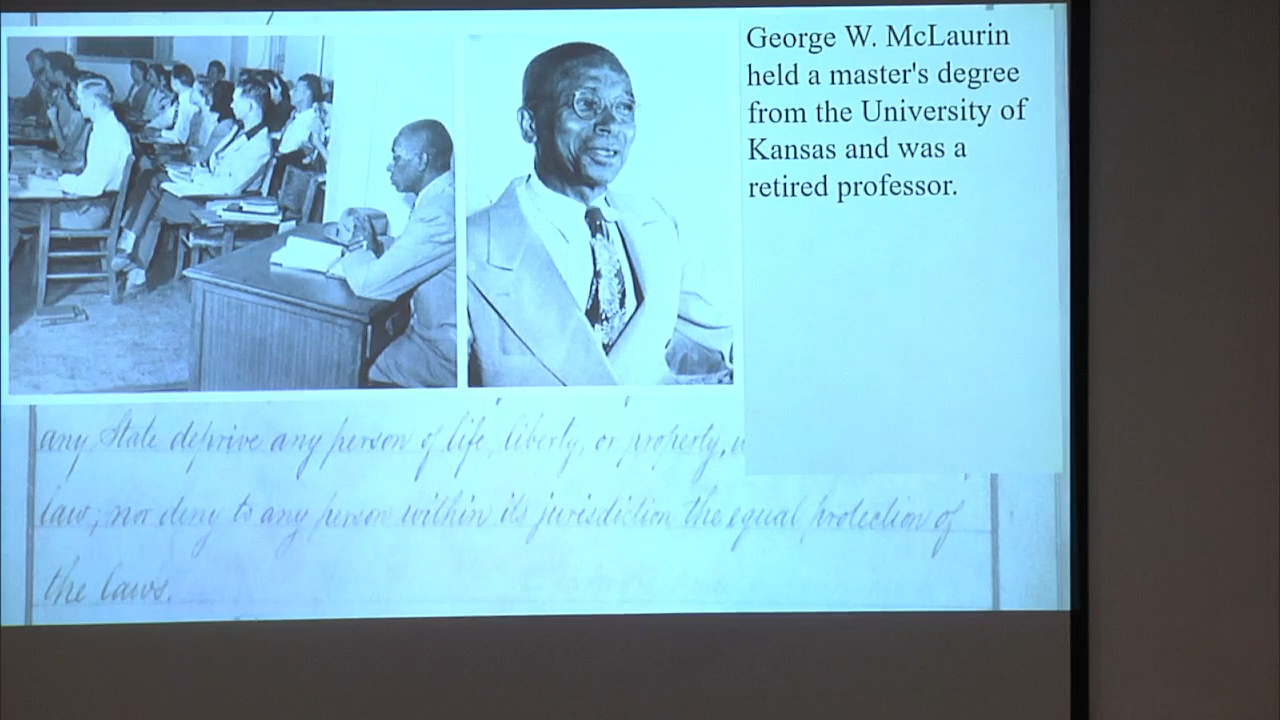 George W. McLaurin
held a master's degree
from the University of
Kansas and was a
retired professor.
any State deprive any person of life, liberty, or property,
law; nor deny to any person within its jurisdiction the equal protection of
the laws.